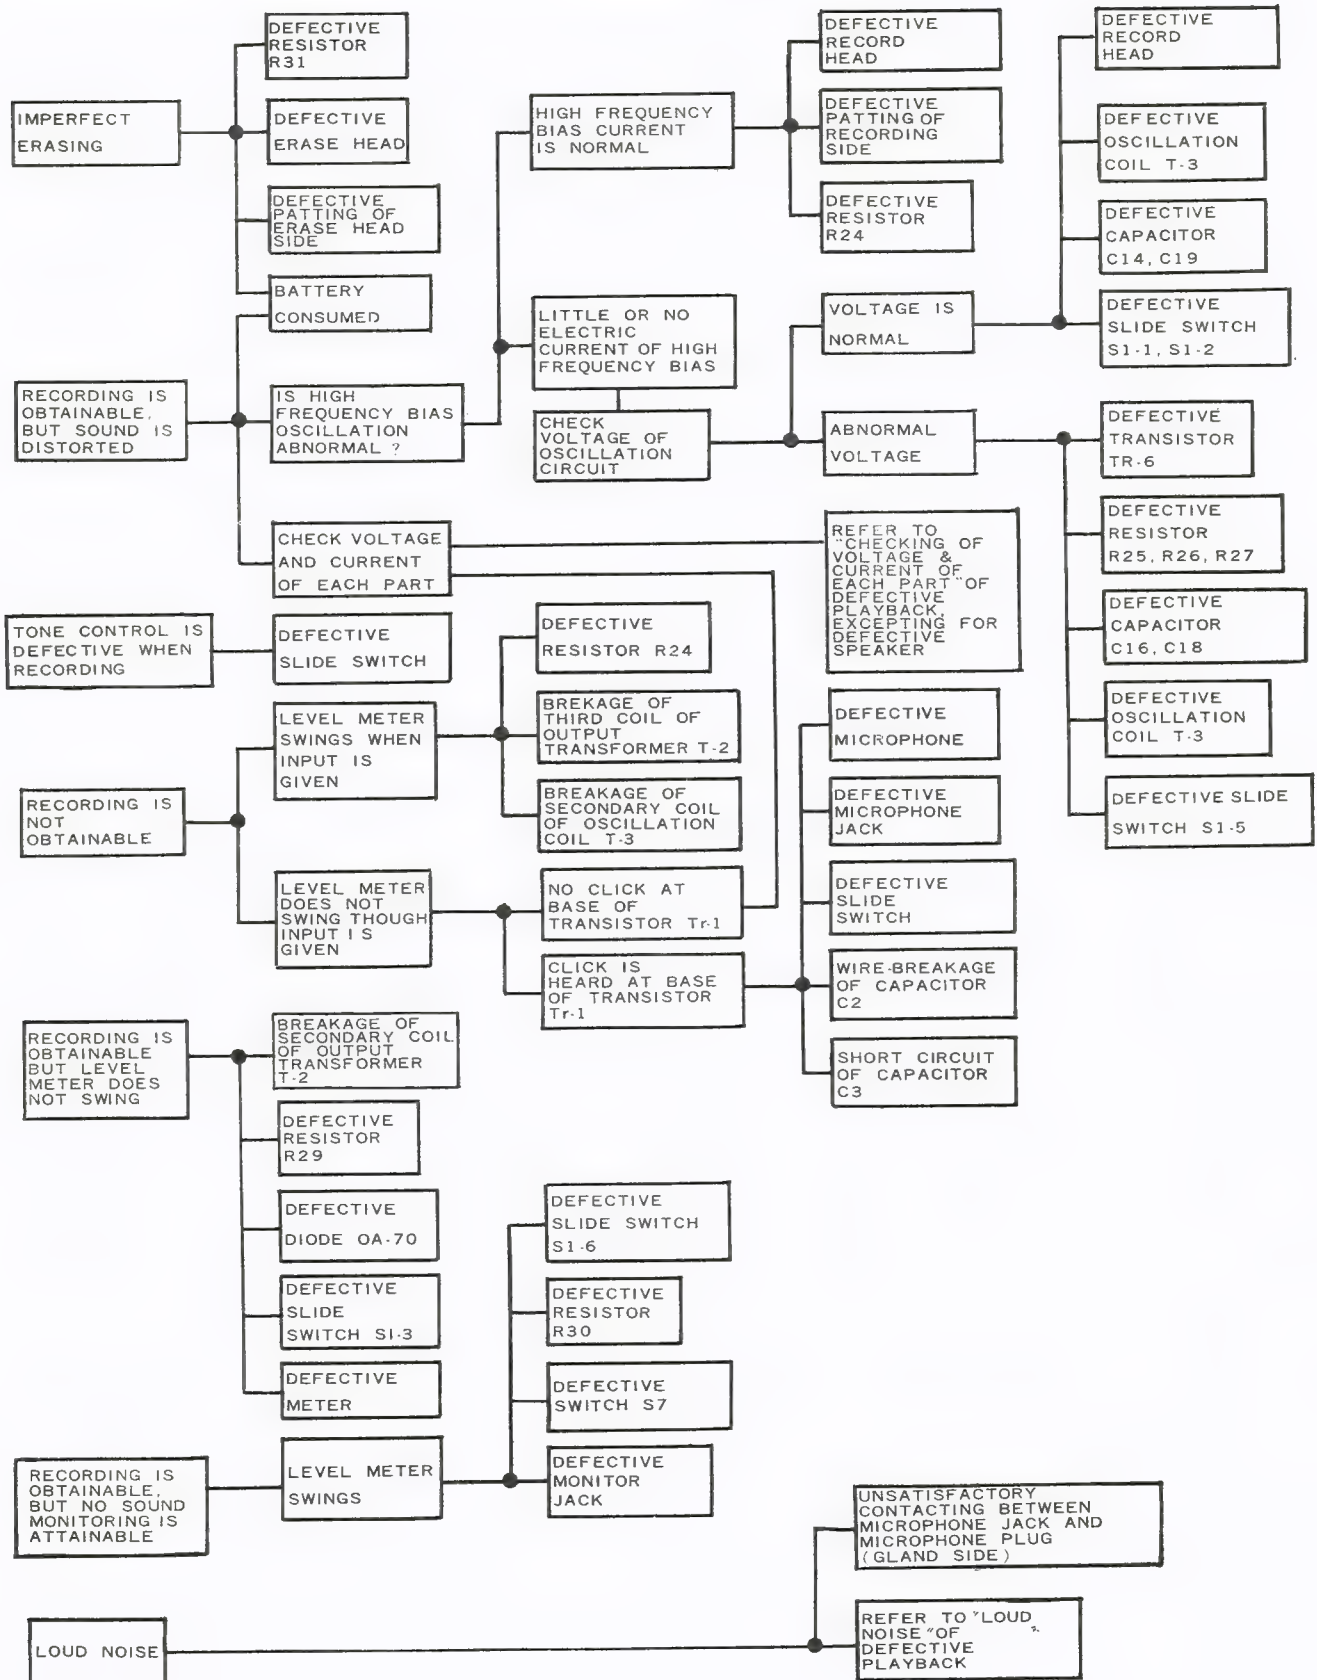 DEFECTIVE
RESISTOR
R31
IMPERFECT
ERASING
DEFECTIVE
ERASE HEAD
DEFECTIVE
PATTING OF
ERASE HEAD
SIDE
BATTERY
CONSUMED
HIGH FREQUENCY
BIAS CURRENT
IS NORMAL
DEFECTIVE
RECORD
HEAD
DEFECTIVE
PATTING OF
RECORDING
SIDE
DEFECTIVE
RESISTOR
R24
DEFECTIVE
RECORD
HEAD
DEFECTIVE
OSCILLATION
COIL T-3
DEFECTIVE
CAPACITOR
C14, C19
DEFECTIVE
SLIDE SWITCH
S1-1, S1-2
LITTLE OR NO
ELECTRIC
CURRENT OF HIGH
FREQUENCY BIAS
VOLTAGE IS
NORMAL
RECORDING IS
OBTAINABLE,
BUT SOUND IS
DISTORTED
IS HIGH
FREQUENCY BIAS
OSCILLATION
ABNORMAL ?
CHECK
VOLTAGE OF
OSCILLATION
CIRCUIT
ABNORMAL
VOLTAGE
DEFECTIVE
TRANSISTOR
TR-6
DEFECTIVE
RESISTOR
R25, R26, R27
DEFECTIVE
CAPACITOR
C16, C18
DEFECTIVE
OSCILLATION
COIL T-3
DEFECTIVE SLIDE
SWITCH S1-5
CHECK VOLTAGE
AND CURRENT
OF EACH PART
REFER TO
"CHECKING OF
VOLTAGE &
CURRENT OF
EACH PART" OF
DEFECTIVE
PLAYBACK,
EXCEPTING FOR
DEFECTIVE
SPEAKER
TONE CONTROL IS
DEFECTIVE WHEN
RECORDING
DEFECTIVE
SLIDE SWITCH
DEFECTIVE
RESISTOR R24
LEVEL METER
SWINGS WHEN
INPUT IS
GIVEN
BREKAGE OF
THIRD COIL OF
OUTPUT
TRANSFORMER T-2
BREAKAGE OF
SECONDARY COIL
OF OSCILLATION
COIL T-3
RECORDING IS
NOT
OBTAINABLE
LEVEL METER
DOES NOT
SWING THOUGH
INPUT IS
GIVEN
NO CLICK AT
BASE OF
TRANSISTOR Tr-1
CLICK IS
HEARD AT BASE
OF TRANSISTOR
Tr-1
DEFECTIVE
MICROPHONE
DEFECTIVE
MICROPHONE
JACK
DEFECTIVE
SLIDE
SWITCH
WIRE-BREAKAGE
OF CAPACITOR
C2
SHORT CIRCUIT
OF CAPACITOR
C3
RECORDING IS
OBTAINABLE
BUT LEVEL
METER DOES
NOT SWING
BREAKAGE OF
SECONDARY COIL
OF OUTPUT
TRANSFORMER
T-2
DEFECTIVE
RESISTOR
R29
DEFECTIVE
DIODE OA-70
DEFECTIVE
SLIDE
SWITCH S1-3
DEFECTIVE
METER
DEFECTIVE
SLIDE SWITCH
S1-6
DEFECTIVE
RESISTOR
R30
DEFECTIVE
SWITCH S7
DEFECTIVE
MONITOR
JACK
RECORDING IS
OBTAINABLE,
BUT NO SOUND
MONITORING IS
ATTAINABLE
LEVEL METER
SWINGS
UNSATISFACTORY
CONTACTING BETWEEN
MICROPHONE JACK AND
MICROPHONE PLUG
(GLAND SIDE)
LOUD NOISE
REFER TO "LOUD
NOISE" OF
DEFECTIVE
PLAYBACK